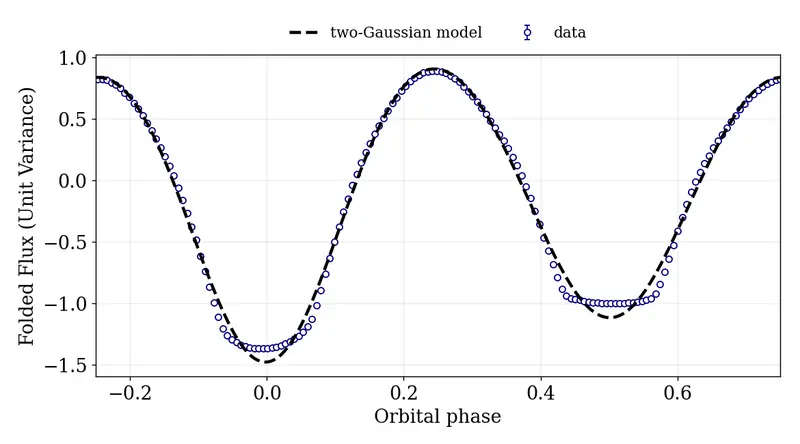 two-Gaussian model data
1.0
0.5
0.0
−0.5
−1.0
−1.5
Folded Flux (Unit Variance)
−0.2 0.0 0.2 0.4 0.6
Orbital phase